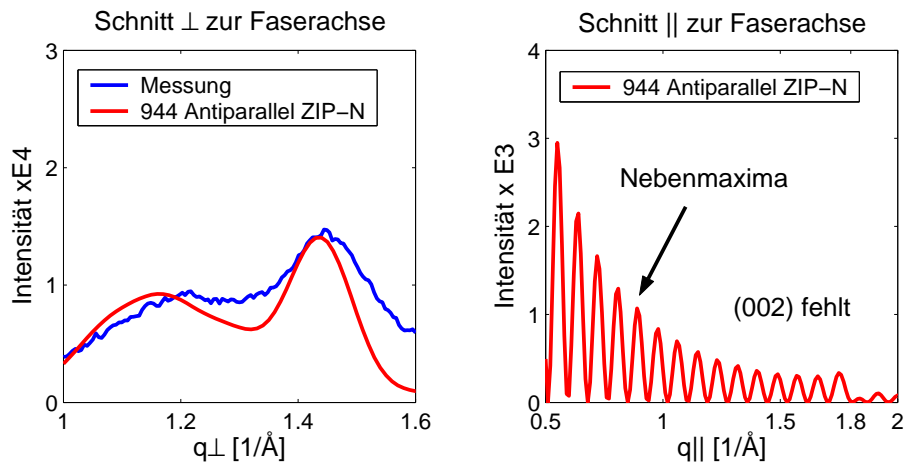 Schnitt ⊥ zur Faserachse
3
2
1
0
1
1.2
1.4
1.6
Intensität xE4
q⊥ [1/Å]
Messung
944 Antiparallel ZIP−N
Schnitt || zur Faserachse
4
3
2
1
0
0.5
1
1.5
1.8
2
Intensität x E3
q|| [1/Å]
944 Antiparallel ZIP−N
Nebenmaxima
(002) fehlt